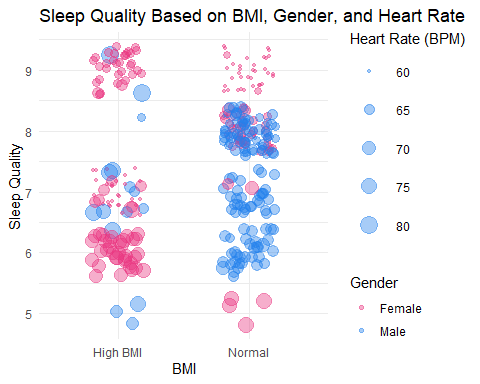 Sleep Quality Based on BMI, Gender, and Heart Rate
Heart Rate (BPM)
60
65
70
75
80
Gender
Female
Male
Sleep Quality
9
8
7
6
5
High BMI
Normal
BMI